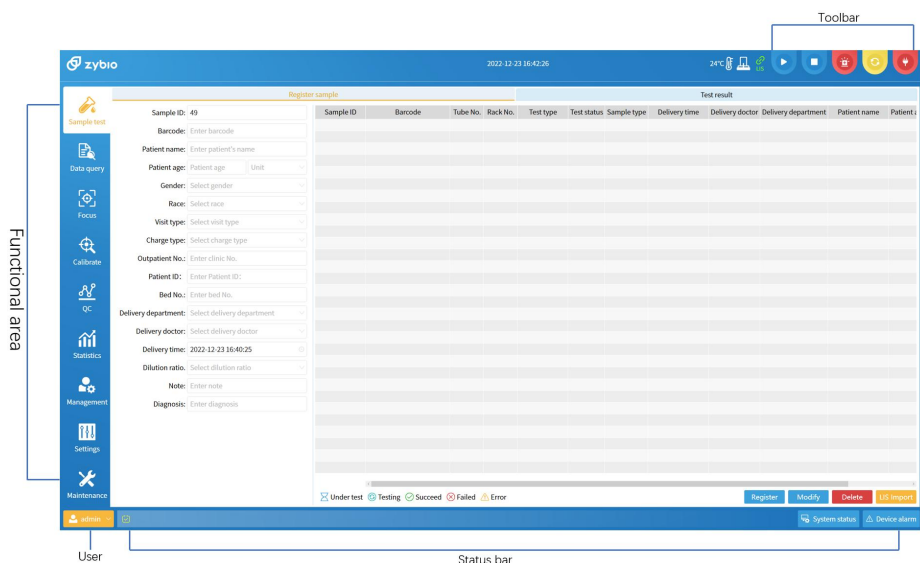 Toolbar
zybio
2022-12-23 16:42:26
24°C
US
Register sample
Test result
Sample test
Data query
Focus
Calibrate
QC
Statistics
Management
Settings
Maintenance
Functional area
Sample ID: 49
Barcode: Enter barcode
Patient name: Enter patient's name
Patient age: Patient age Unit
Gender: Select gender
Race: Select race
Visit type: Select visit type
Charge type: Select charge type
Outpatient No.: Enter clinic No.
Patient ID: Enter Patient ID:
Bed No.: Enter bed No.
Delivery department: Select delivery department
Delivery doctor: Select delivery doctor
Delivery time: 2022-12-23 16:40:25
Dilution ratio. Select dilution ratio
Note: Enter note
Diagnosis: Enter diagnosis
Sample ID Barcode Tube No. Rack No. Test type Test status Sample type Delivery time Delivery doctor Delivery department Patient name Patient a
Under test Testing Succeed Failed Error
Register Modify Delete US Import
admin
System status Device alarm
User
Status bar